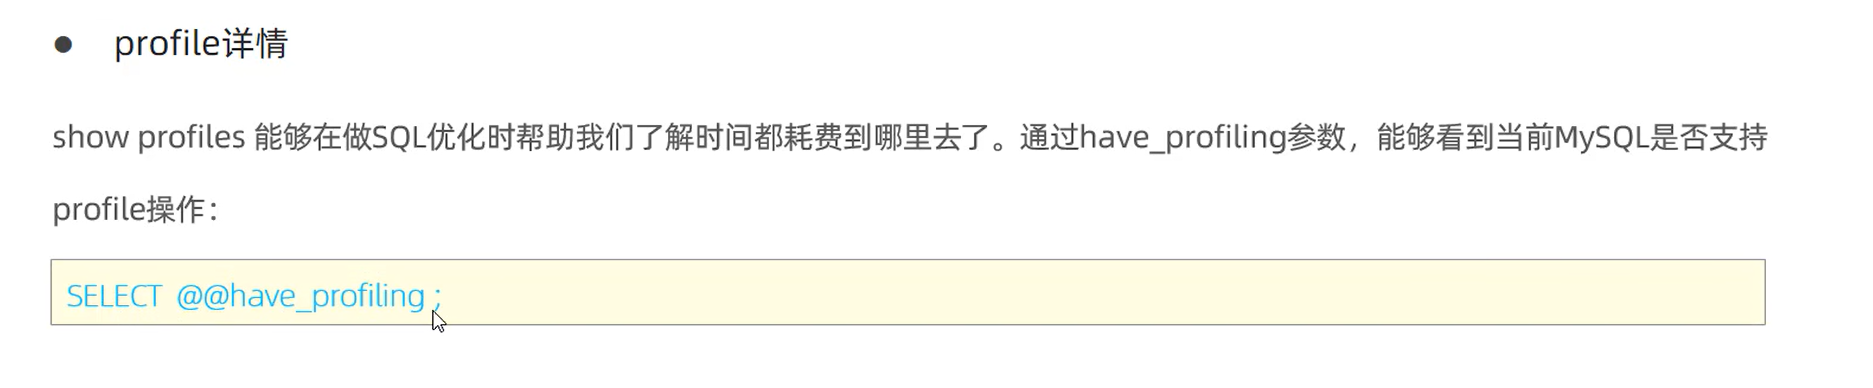 ● profile详情
show profiles 能够在做SQL优化时帮助我们了解时间都耗费到哪里去了。通过have_profiling参数，能够看到当前MySQL是否支持
profile操作：
SELECT @@have_profiling ;